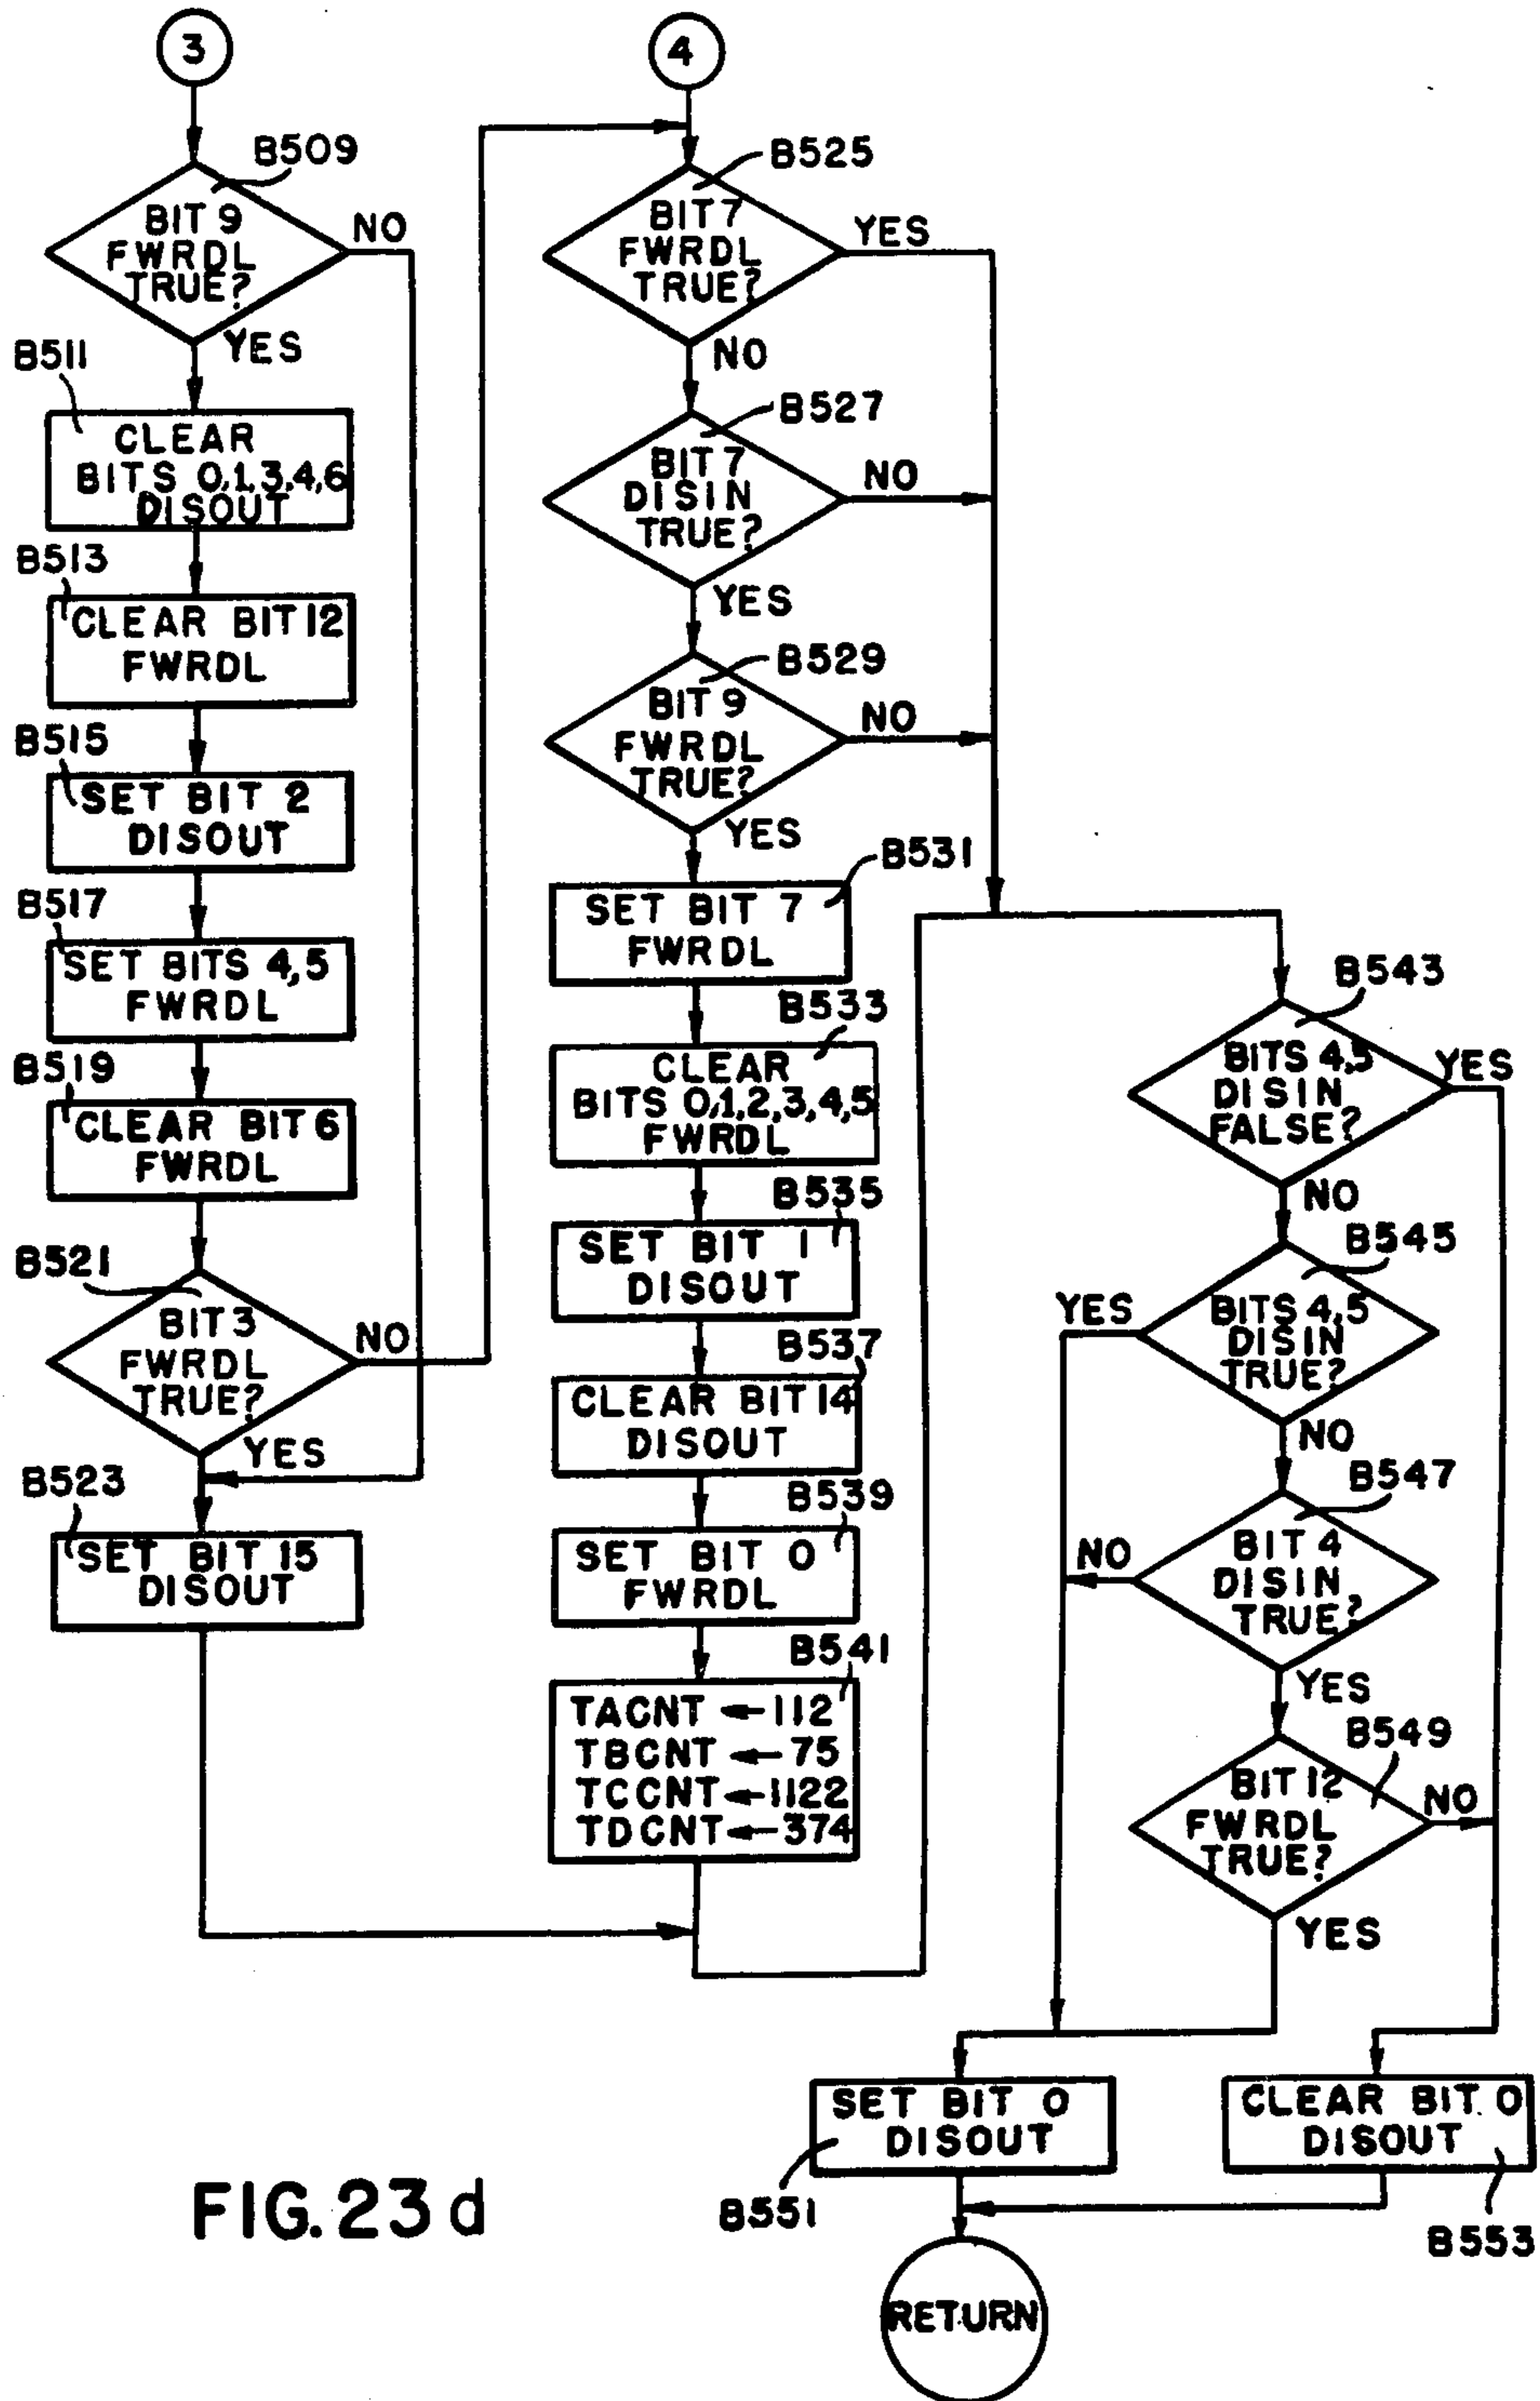 3
B509
BIT 9
FWRDL
TRUE?
NO
YES
B511
CLEAR
BITS 0,1,3,4,6
DISOUT
B513
CLEAR BIT 12
FWRDL
B515
SET BIT 2
DISOUT
B517
SET BITS 4,5
FWRDL
B519
CLEAR BIT 6
FWRDL
B521
BIT 3
FWRDL
TRUE?
NO
YES
B523
SET BIT 15
DISOUT
4
B525
BIT 7
FWRDL
TRUE?
YES
NO
B527
BIT 7
DISIN
TRUE?
NO
YES
B529
BIT 9
FWRDL
TRUE?
NO
YES
B531
SET BIT 7
FWRDL
B533
CLEAR
BITS 0,1,2,3,4,5
FWRDL
B535
SET BIT 1
DISOUT
B537
CLEAR BIT 14
DISOUT
B539
SET BIT 0
FWRDL
B541
TACNT ← 112
TBCNT ← 75
TCCNT ← 1122
TDCNT ← 374
B543
BITS 4,5
DISIN
FALSE?
YES
NO
B545
BITS 4,5
DISIN
TRUE?
YES
NO
B547
BIT 4
DISIN
TRUE?
NO
YES
B549
BIT 12
FWRDL
TRUE?
NO
YES
SET BIT 0
DISOUT
B551
CLEAR BIT 0
DISOUT
B553
RETURN
FIG. 23d